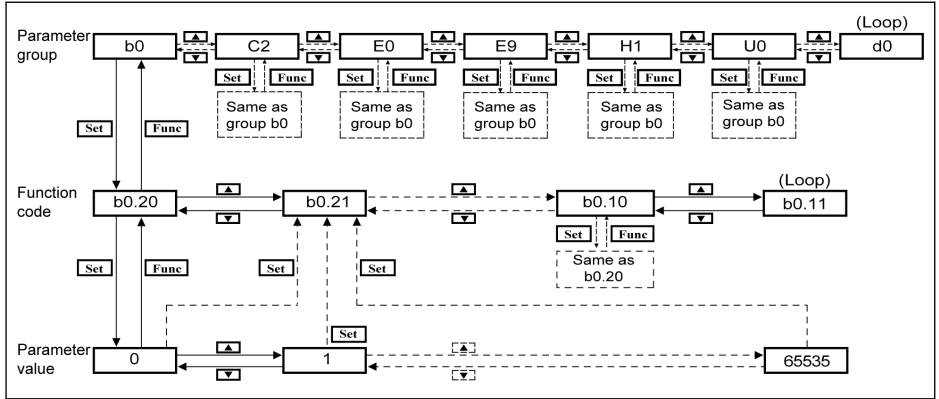 (Loop)
Parameter group
b0 ▲ ▼ C2 ▲ ▼ E0 ▲ ▼ E9 ▲ ▼ H1 ▲ ▼ U0 ▲ ▼ d0
Set Func Set Func Set Func Set Func Set Func
Same as group b0
Same as group b0
Same as group b0
Same as group b0
Same as group b0
Set Func
(Loop)
Function code
b0.20 ▲ ▼ b0.21 ▲ ▼ b0.10 ▲ ▼ b0.11
Set Func
Same as b0.20
Set Func Set Set
Set
Parameter value
0 ▲ ▼ 1 ▲ ▼ 65535